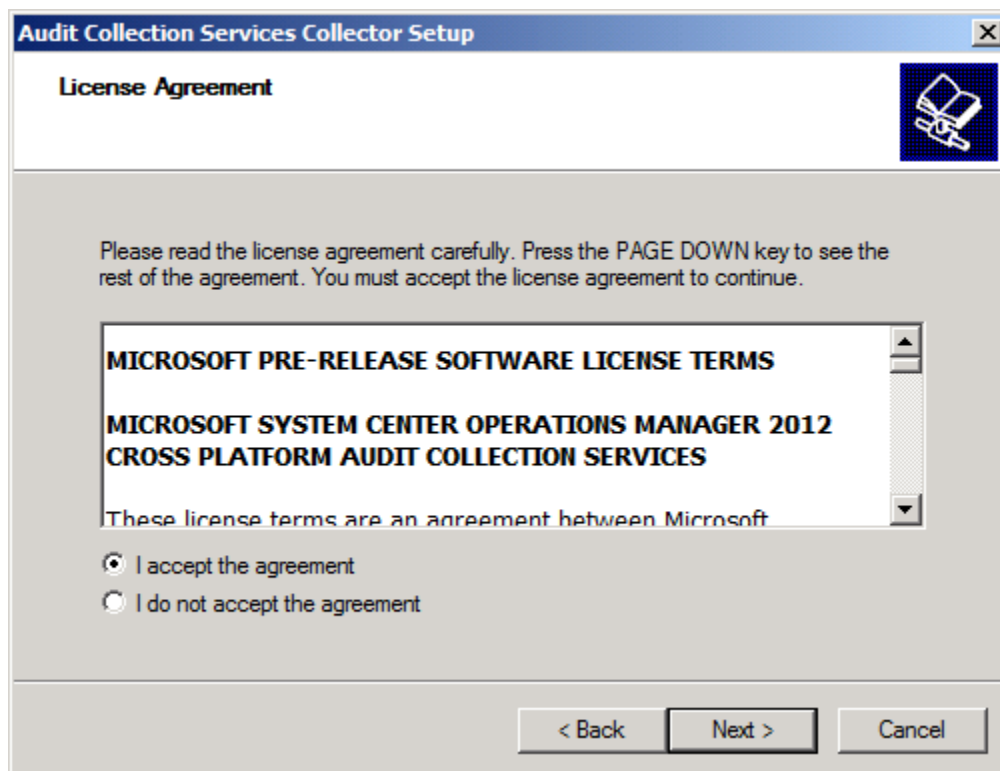 Audit Collection Services Collector Setup
License Agreement
Please read the license agreement carefully. Press the PAGE DOWN key to see the
rest of the agreement. You must accept the license agreement to continue.
MICROSOFT PRE-RELEASE SOFTWARE LICENSE TERMS
MICROSOFT SYSTEM CENTER OPERATIONS MANAGER 2012
CROSS PLATFORM AUDIT COLLECTION SERVICES
These license terms are an agreement between Microsoft
I accept the agreement
I do not accept the agreement
< Back Next > Cancel